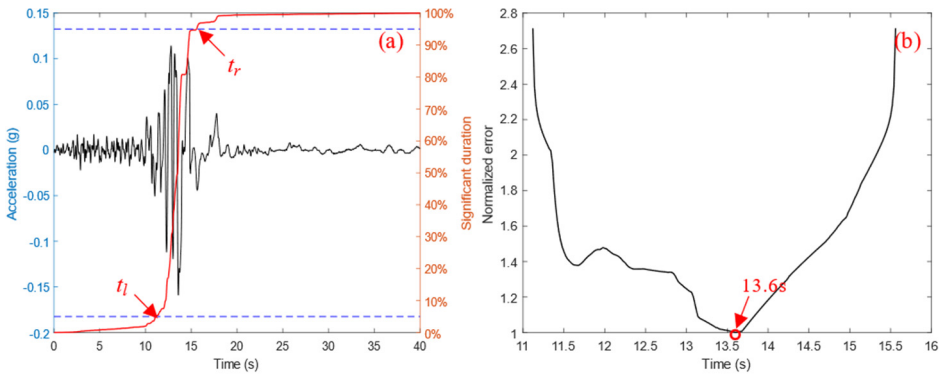 (a)
Acceleration (g)
0.15
0.1
0.05
0
-0.05
-0.1
-0.15
-0.2
t_r
t_l
100%
90%
80%
70%
60%
50%
40%
30%
20%
10%
0%
Significant duration
0 5 10 15 20 25 30 35 40
Time (s)
(b)
Normalized error
2.8
2.6
2.4
2.2
2
1.8
1.6
1.4
1.2
1
13.6s
11 11.5 12 12.5 13 13.5 14 14.5 15 15.5 16
Time (s)